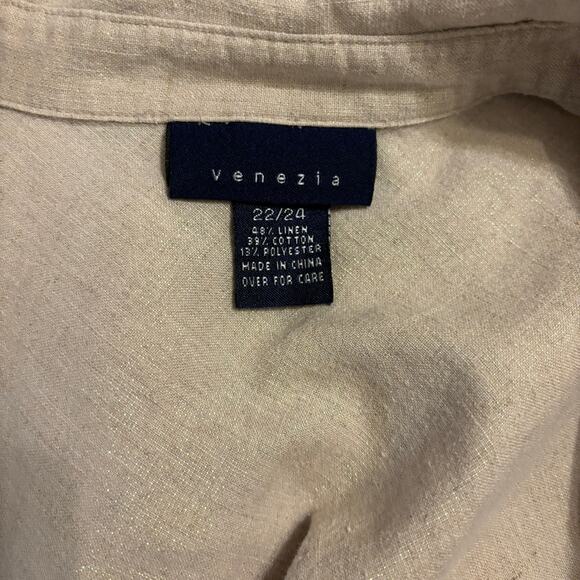 venezia
22/24
48% LINEN
39% COTTON
13% POLYESTER
MADE IN CHINA
OVER FOR CARE